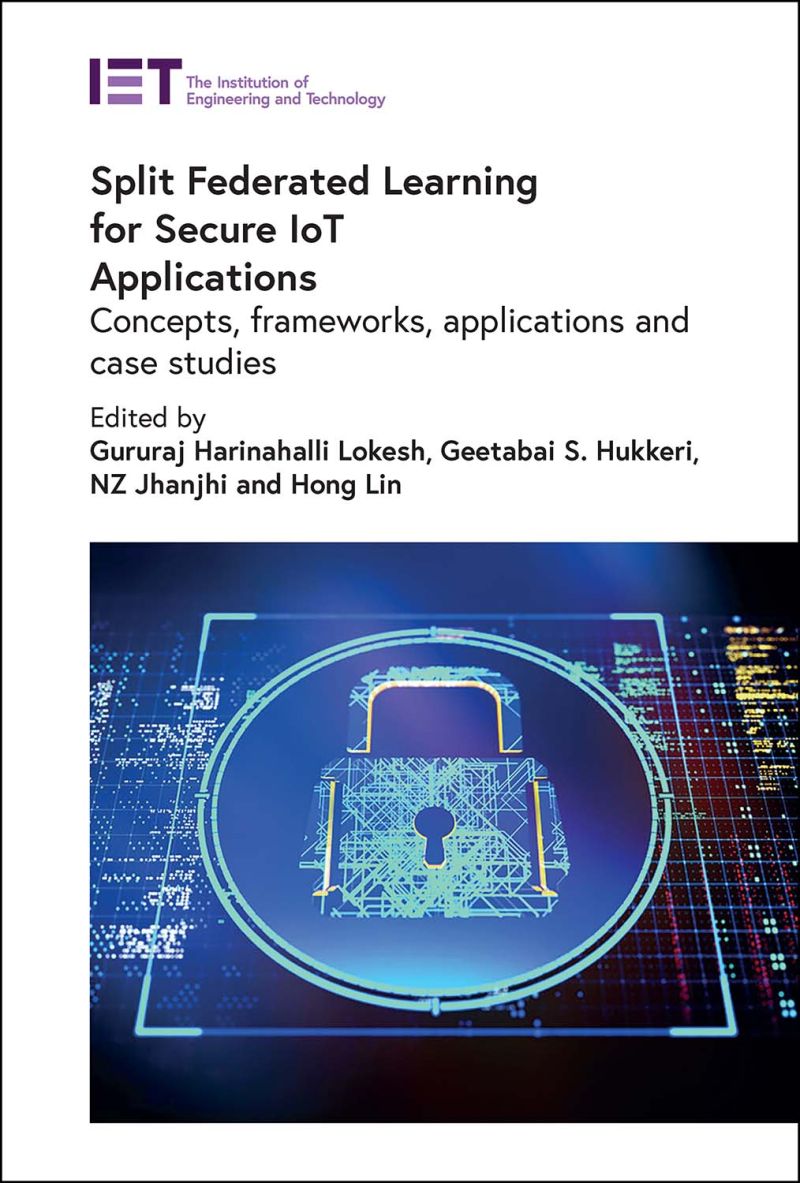 IET The Institution of
Engineering and Technology
Split Federated Learning
for Secure IoT
Applications
Concepts, frameworks, applications and
case studies
Edited by
Gururaj Harinahalli Lokesh, Geetabai S. Hukkeri,
NZ Jhanjhi and Hong Lin